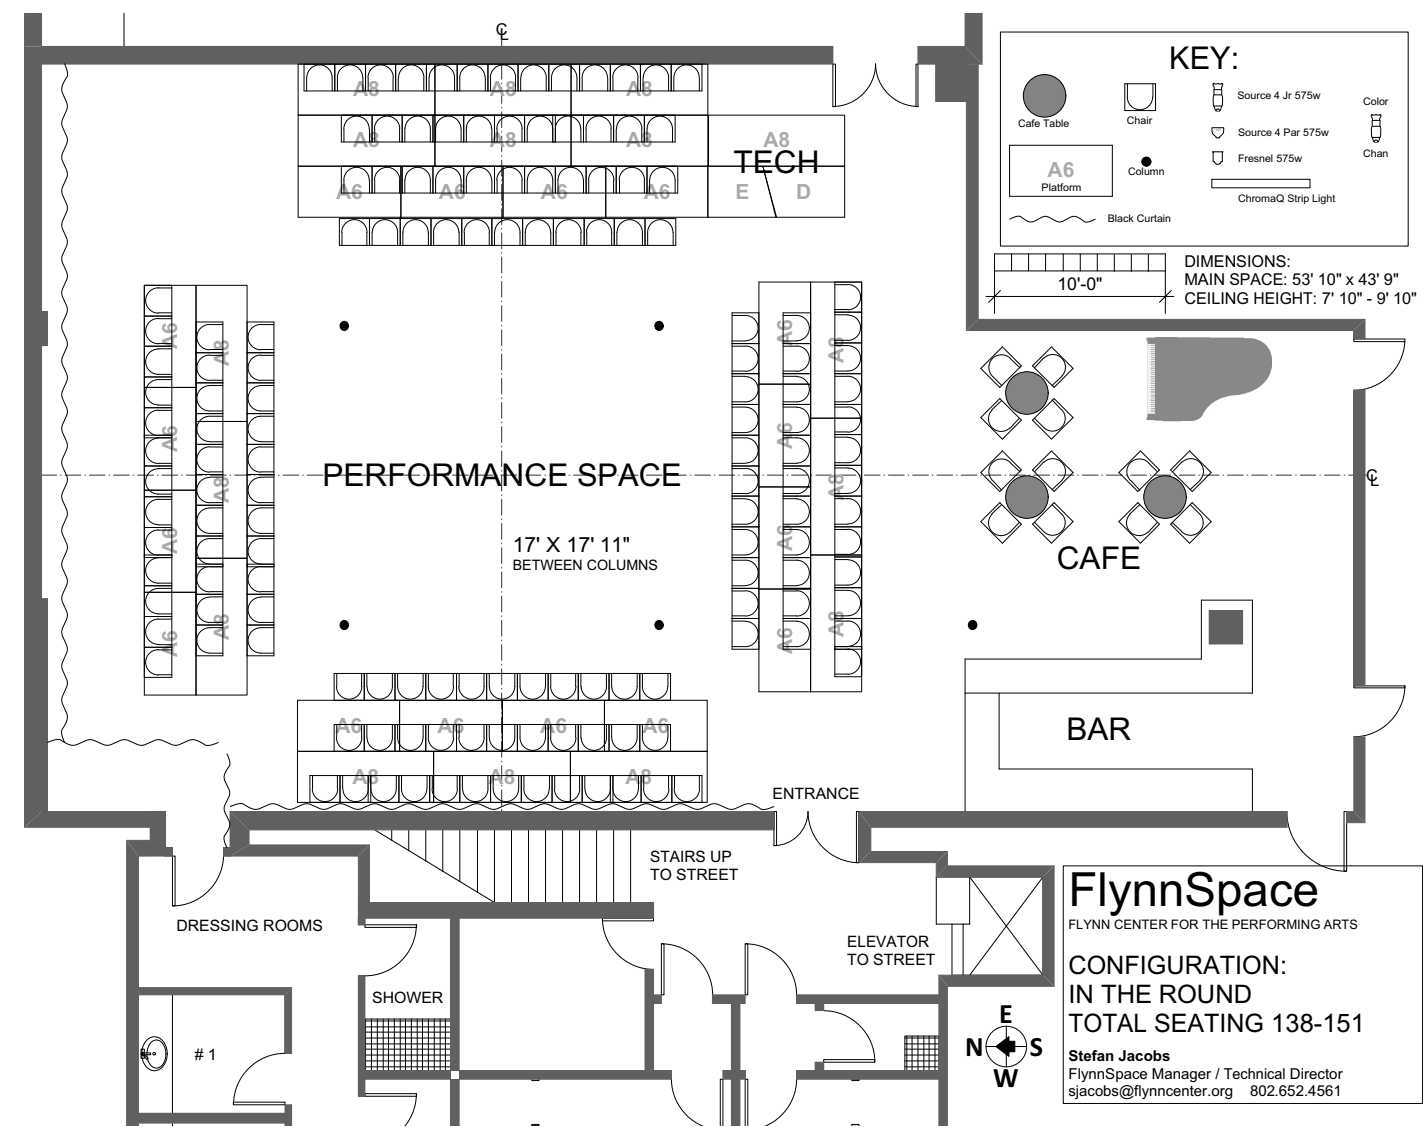 ℄
KEY:
Cafe Table
Chair
Source 4 Jr 575w
Source 4 Par 575w
Fresnel 575w
Color
Chan
A6
Platform
Column
ChromaQ Strip Light
Black Curtain
10'-0"
DIMENSIONS:
MAIN SPACE: 53' 10" x 43' 9"
CEILING HEIGHT: 7' 10" - 9' 10"
A8 A8 A8
A8 A8 A8
TECH
A6 A6 A6 A6 E D
A6
A6
A6
A6
A8
A8
A8
A6
A6
A6
A6
A8
A8
A8
PERFORMANCE SPACE
17' X 17' 11"
BETWEEN COLUMNS
℄
CAFE
BAR
A6 A6 A6 A6
A8 A8 A8
ENTRANCE
STAIRS UP
TO STREET
DRESSING ROOMS
ELEVATOR
TO STREET
SHOWER
# 1
E
N S
W
FlynnSpace
FLYNN CENTER FOR THE PERFORMING ARTS
CONFIGURATION:
IN THE ROUND
TOTAL SEATING 138-151
Stefan Jacobs
FlynnSpace Manager / Technical Director
sjacobs@flynncenter.org 802.652.4561